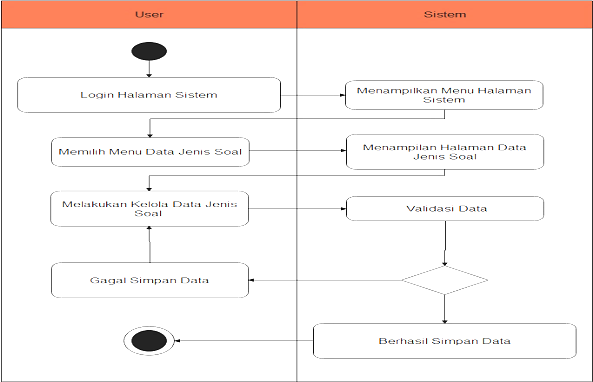 User
Sistem
Login Halaman Sistem
Menampilkan Menu Halaman
Sistem
Memilih Menu Data Jenis Soal
Menampilan Halaman Data
Jenis Soal
Melakukan Kelola Data Jenis
Soal
Validasi Data
Gagal Simpan Data
Berhasil Simpan Data